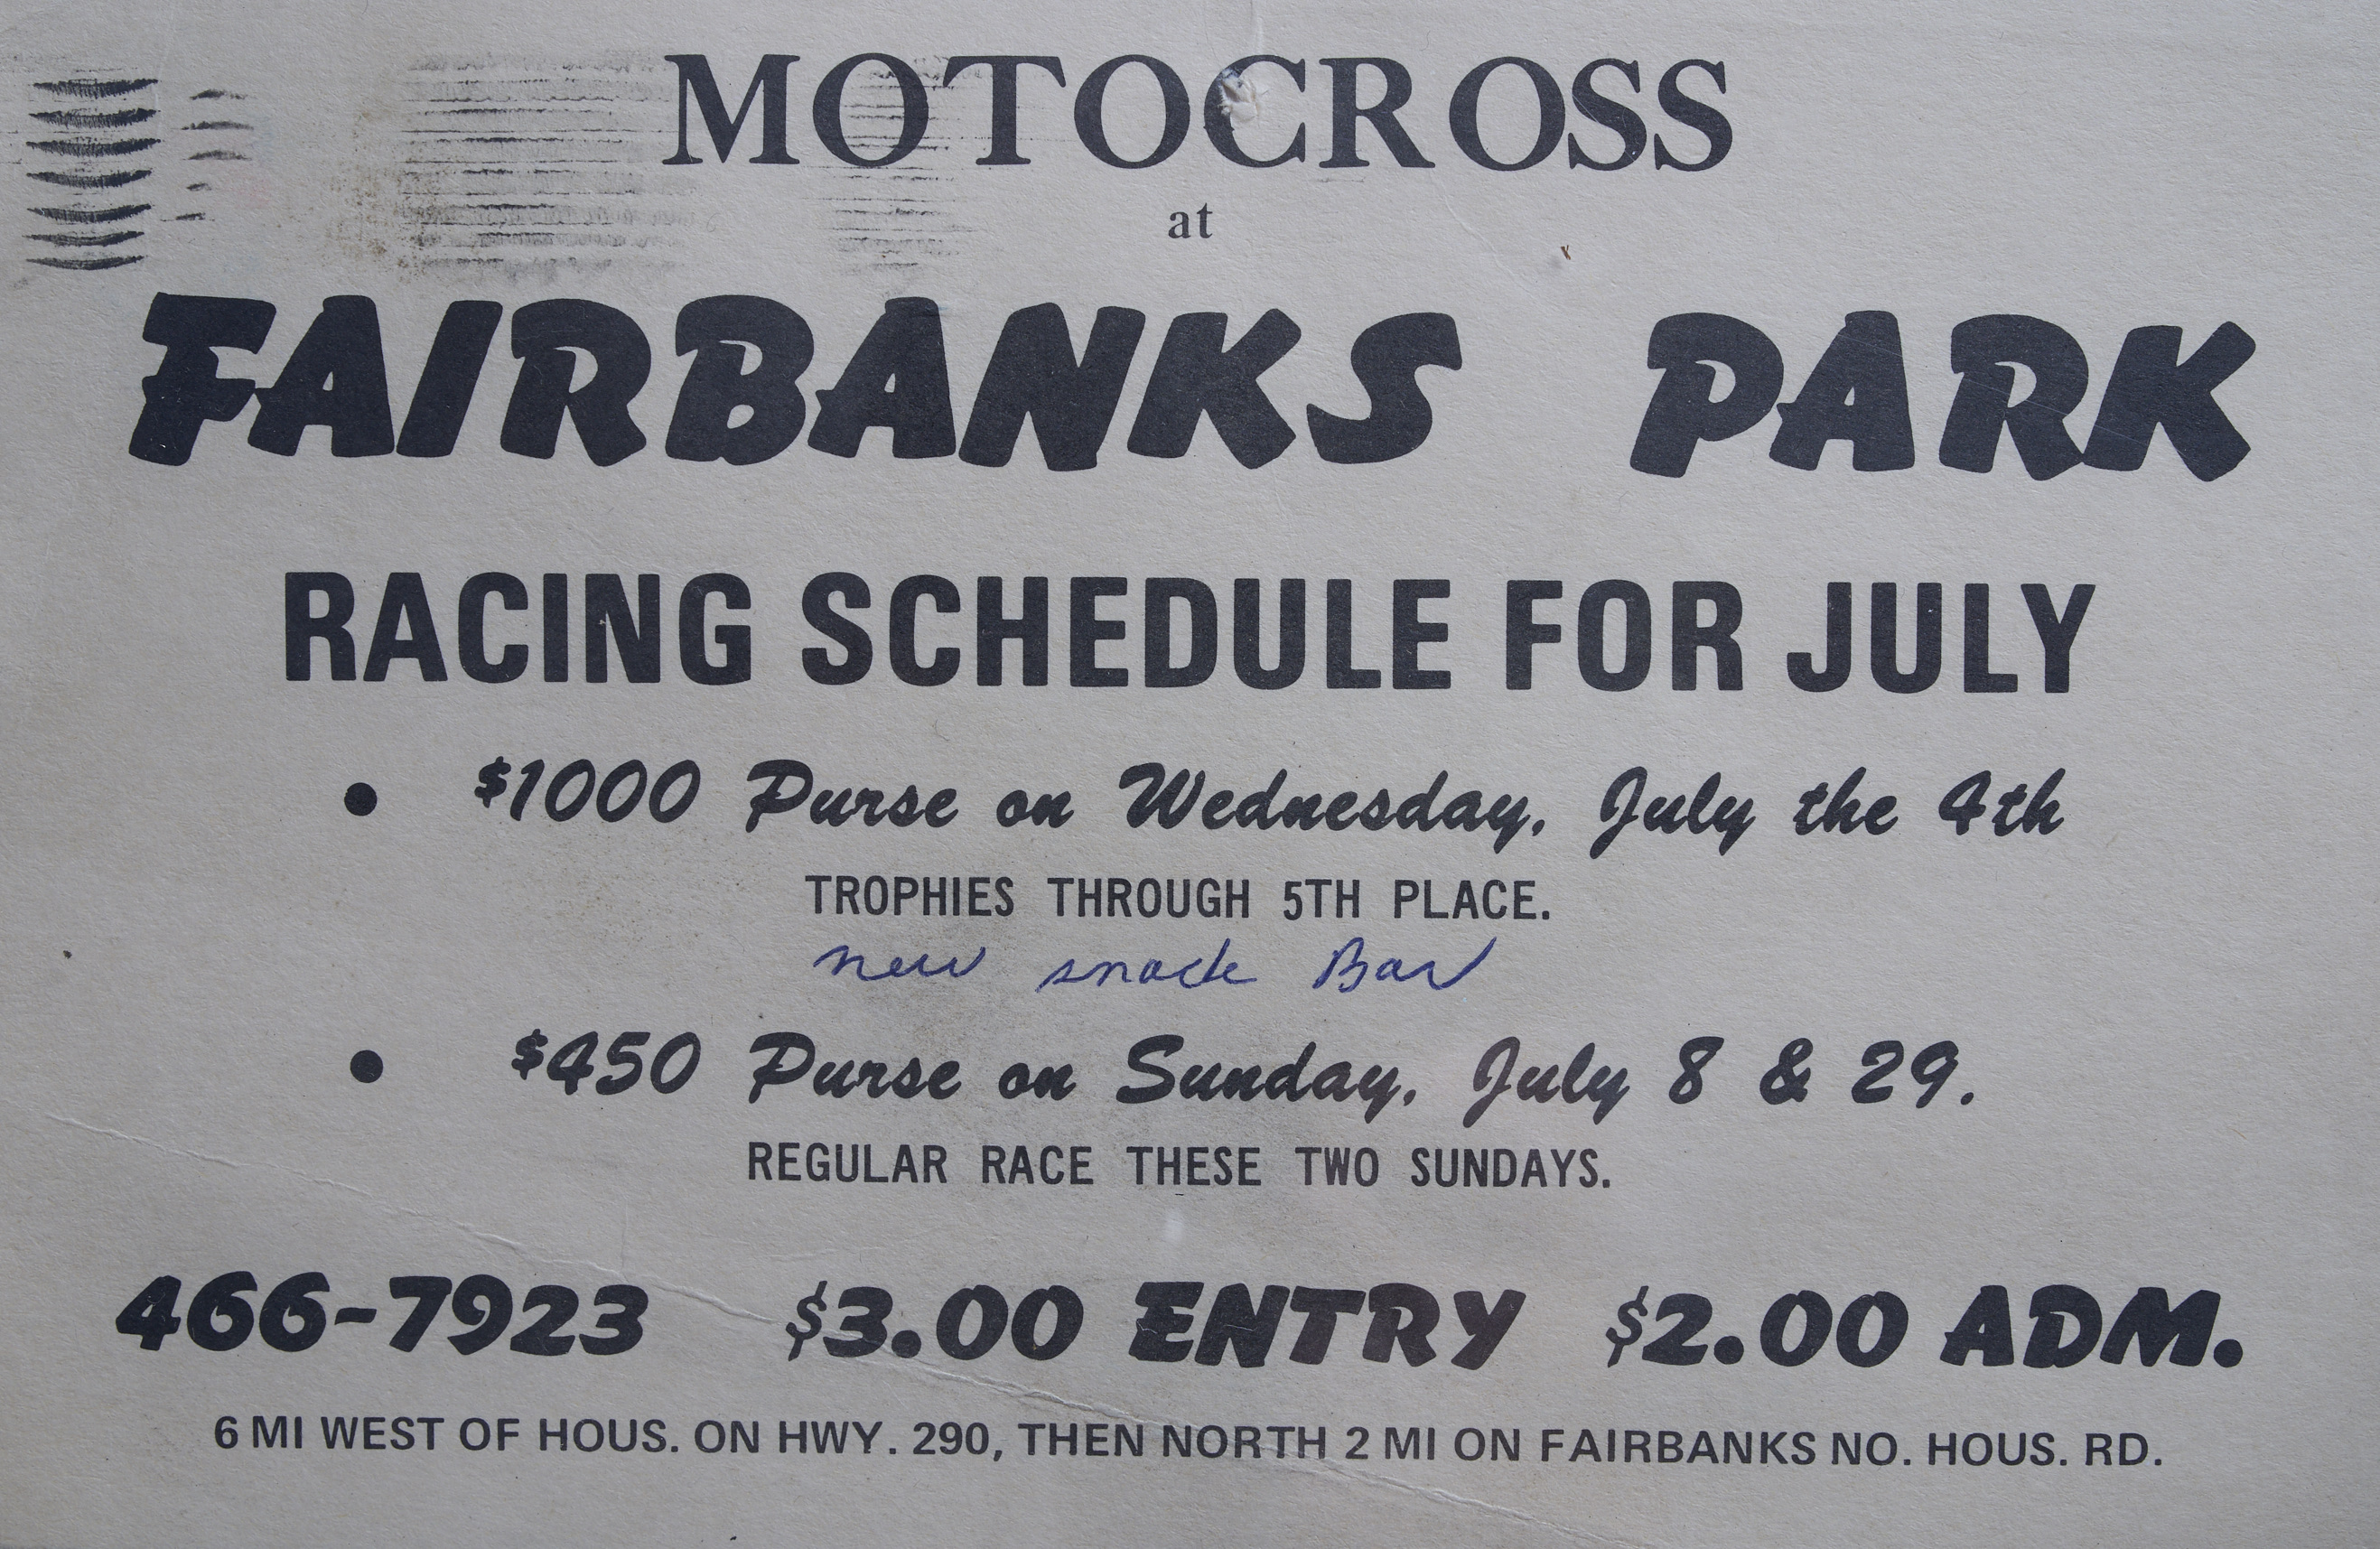 MOTOCROSS
at
FAIRBANKS PARK
RACING SCHEDULE FOR JULY
• $1000 Purse on Wednesday, July the 4th
TROPHIES THROUGH 5TH PLACE.
new snack Bar
• $450 Purse on Sunday, July 8 & 29.
REGULAR RACE THESE TWO SUNDAYS.
466-7923 $3.00 ENTRY $2.00 ADM.
6 MI WEST OF HOUS. ON HWY. 290, THEN NORTH 2 MI ON FAIRBANKS NO. HOUS. RD.